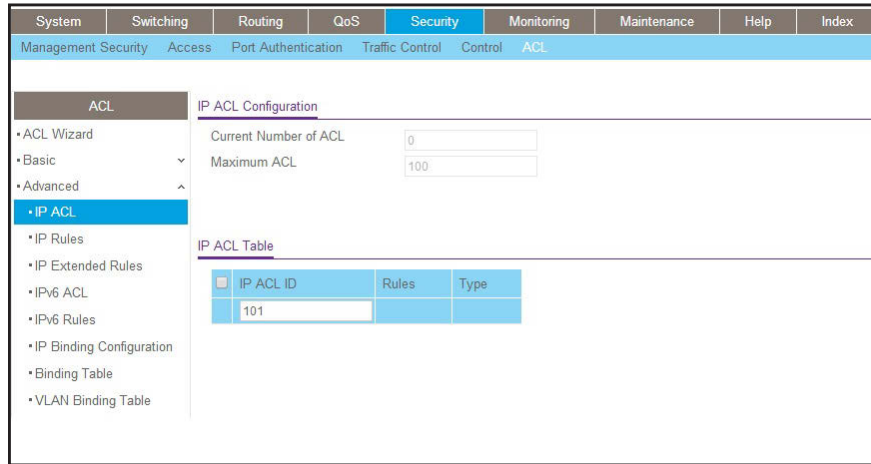 System Switching Routing QoS Security Monitoring Maintenance Help Index
Management Security Access Port Authentication Traffic Control Control ACL
ACL
ACL Wizard
Basic
Advanced
IP ACL
IP Rules
IP Extended Rules
IPv6 ACL
IPv6 Rules
IP Binding Configuration
Binding Table
VLAN Binding Table
IP ACL Configuration
Current Number of ACL 0
Maximum ACL 100
IP ACL Table
IP ACL ID Rules Type
101